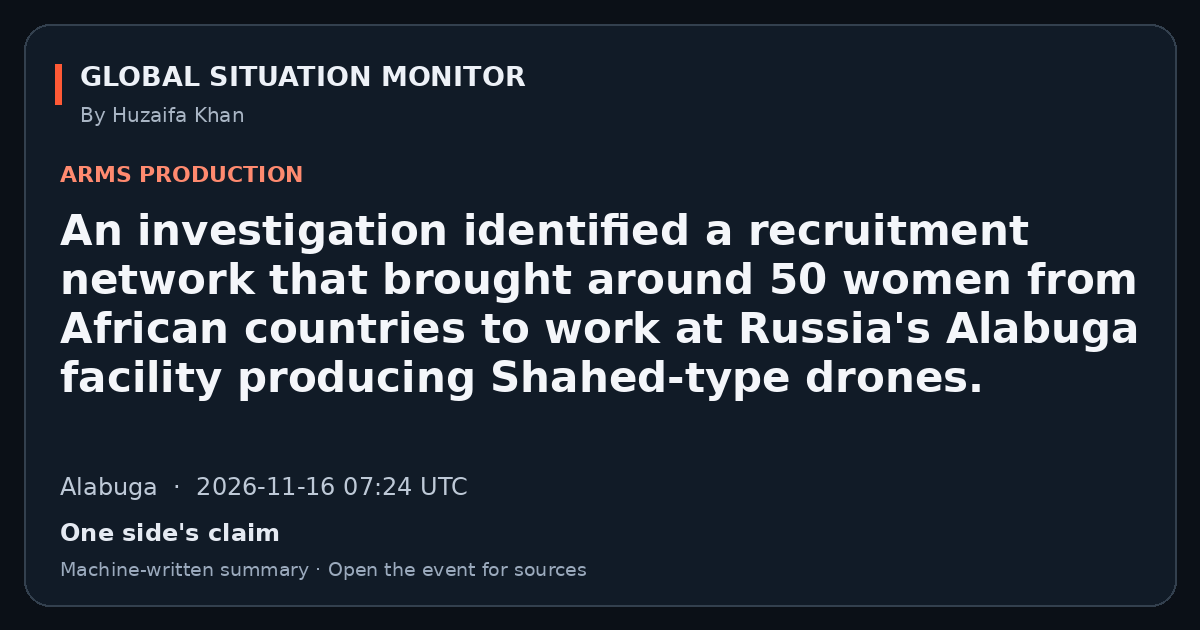 GLOBAL SITUATION MONITOR
By Huzaifa Khan
ARMS PRODUCTION
An investigation identified a recruitment
network that brought around 50 women from
African countries to work at Russia's Alabuga
facility producing Shahed-type drones.
Alabuga · 2026-11-16 07:24 UTC
One side's claim
Machine-written summary · Open the event for sources